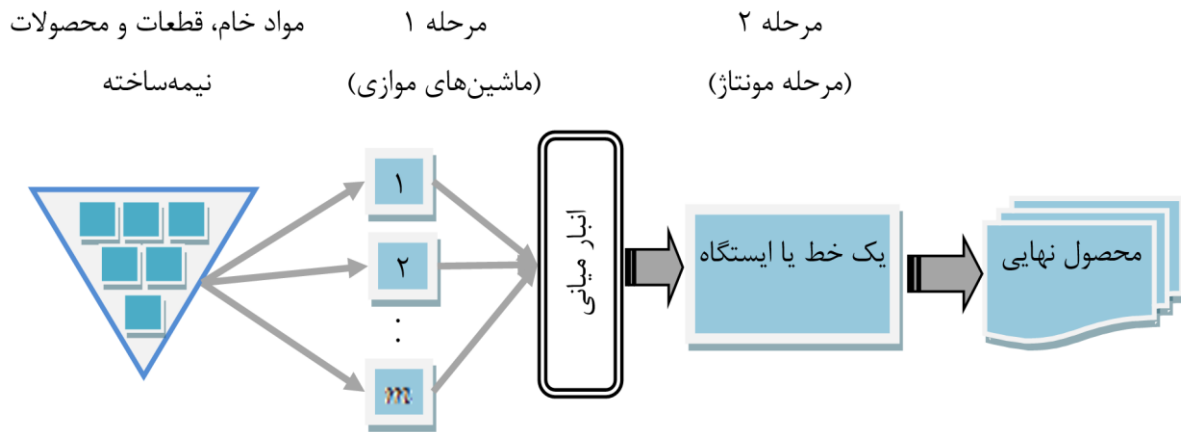 مواد خام، قطعات و محصولات
نیمه‌ساخته
مرحله ۱
(ماشین‌های موازی)
مرحله ۲
(مرحله مونتاژ)
۱
۲
.
.
m
انبار میانی
یک خط یا ایستگاه
محصول نهایی